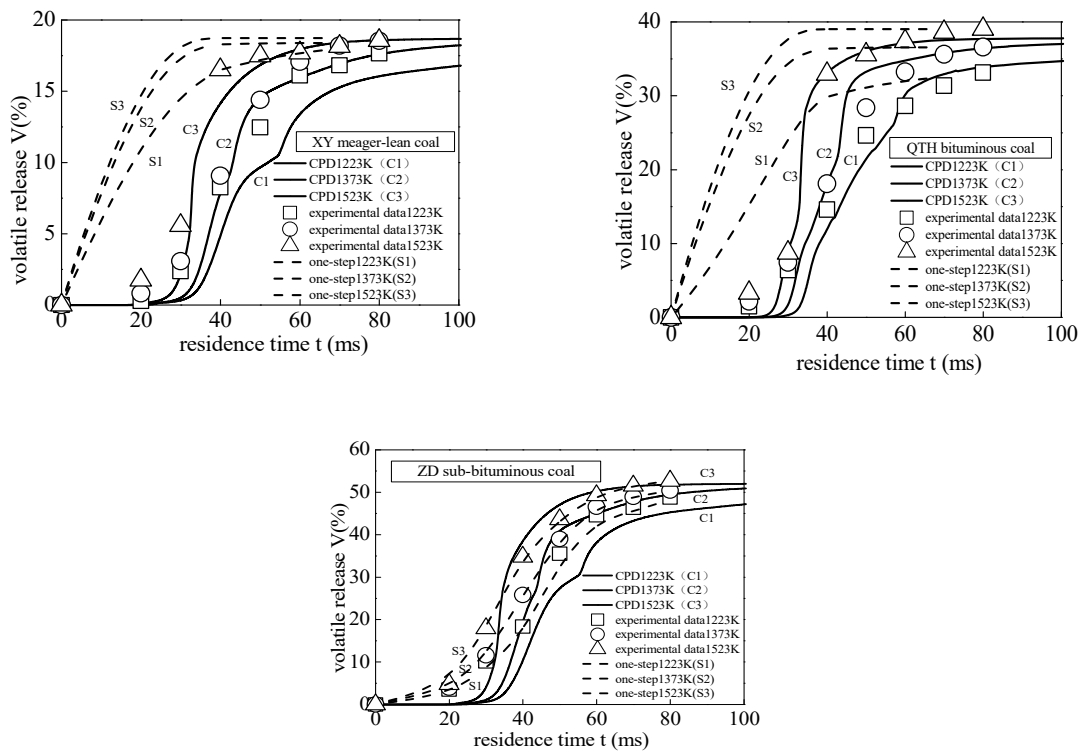 20
15
10
5
0
0 20 40 60 80 100
volatile release V(%)
residence time t (ms)
S3
S2
S1
C3
C2
C1
XY meager-lean coal
CPD1223K（C1）
CPD1373K（C2）
CPD1523K（C3）
experimental data1223K
experimental data1373K
experimental data1523K
one-step1223K(S1)
one-step1373K(S2)
one-step1523K(S3)
40
30
20
10
0
0 20 40 60 80 100
volatile release V(%)
residence time t (ms)
S3
S2
S1
C3
C2
C1
QTH bituminous coal
CPD1223K（C1）
CPD1373K（C2）
CPD1523K（C3）
experimental data1223K
experimental data1373K
experimental data1523K
one-step1223K(S1)
one-step1373K(S2)
one-step1523K(S3)
60
50
40
30
20
10
0
0 20 40 60 80 100
volatile release V(%)
residence time t (ms)
ZD sub-bituminous coal
C3
C2
C1
S3
S2
S1
CPD1223K（C1）
CPD1373K（C2）
CPD1523K（C3）
experimental data1223K
experimental data1373K
experimental data1523K
one-step1223K(S1)
one-step1373K(S2)
one-step1523K(S3)